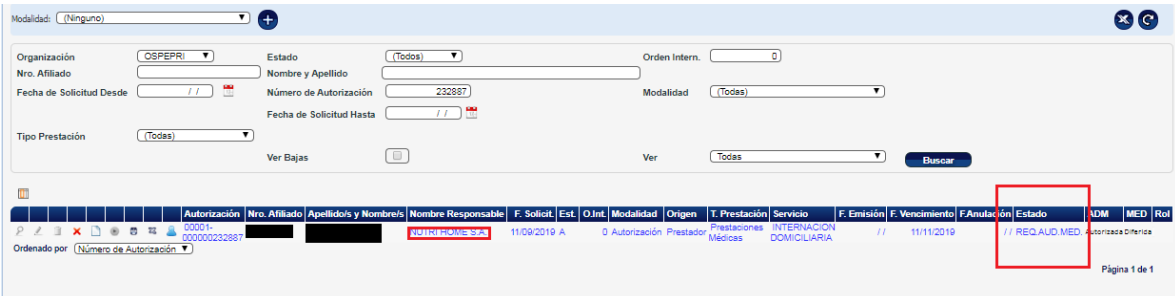 Modalidad: (Ninguno)
Organización OSPEPRI Estado (Todos) Orden Intern. 0
Nro. Afiliado Nombre y Apellido
Fecha de Solicitud Desde / / Número de Autorización 232887 Modalidad (Todas)
Fecha de Solicitud Hasta / /
Tipo Prestación (Todas)
Ver Bajas Ver Todas Buscar
Autorización Nro. Afiliado Apellido/s y Nombre/s Nombre Responsable F. Solicit. Est. O.Int. Modalidad Origen T. Prestación Servicio F. Emisión F. Vencimiento F.Anulación Estado ADM MED Rol
00001-000000232887 NUTRI HOME S.A. 11/09/2019 A 0 Autorización Prestador Prestaciones Médicas INTERNACION DOMICILIARIA / / 11/11/2019 / / REQ.AUD.MED. Autorizada Diferida
Ordenado por (Número de Autorización)
Página 1 de 1